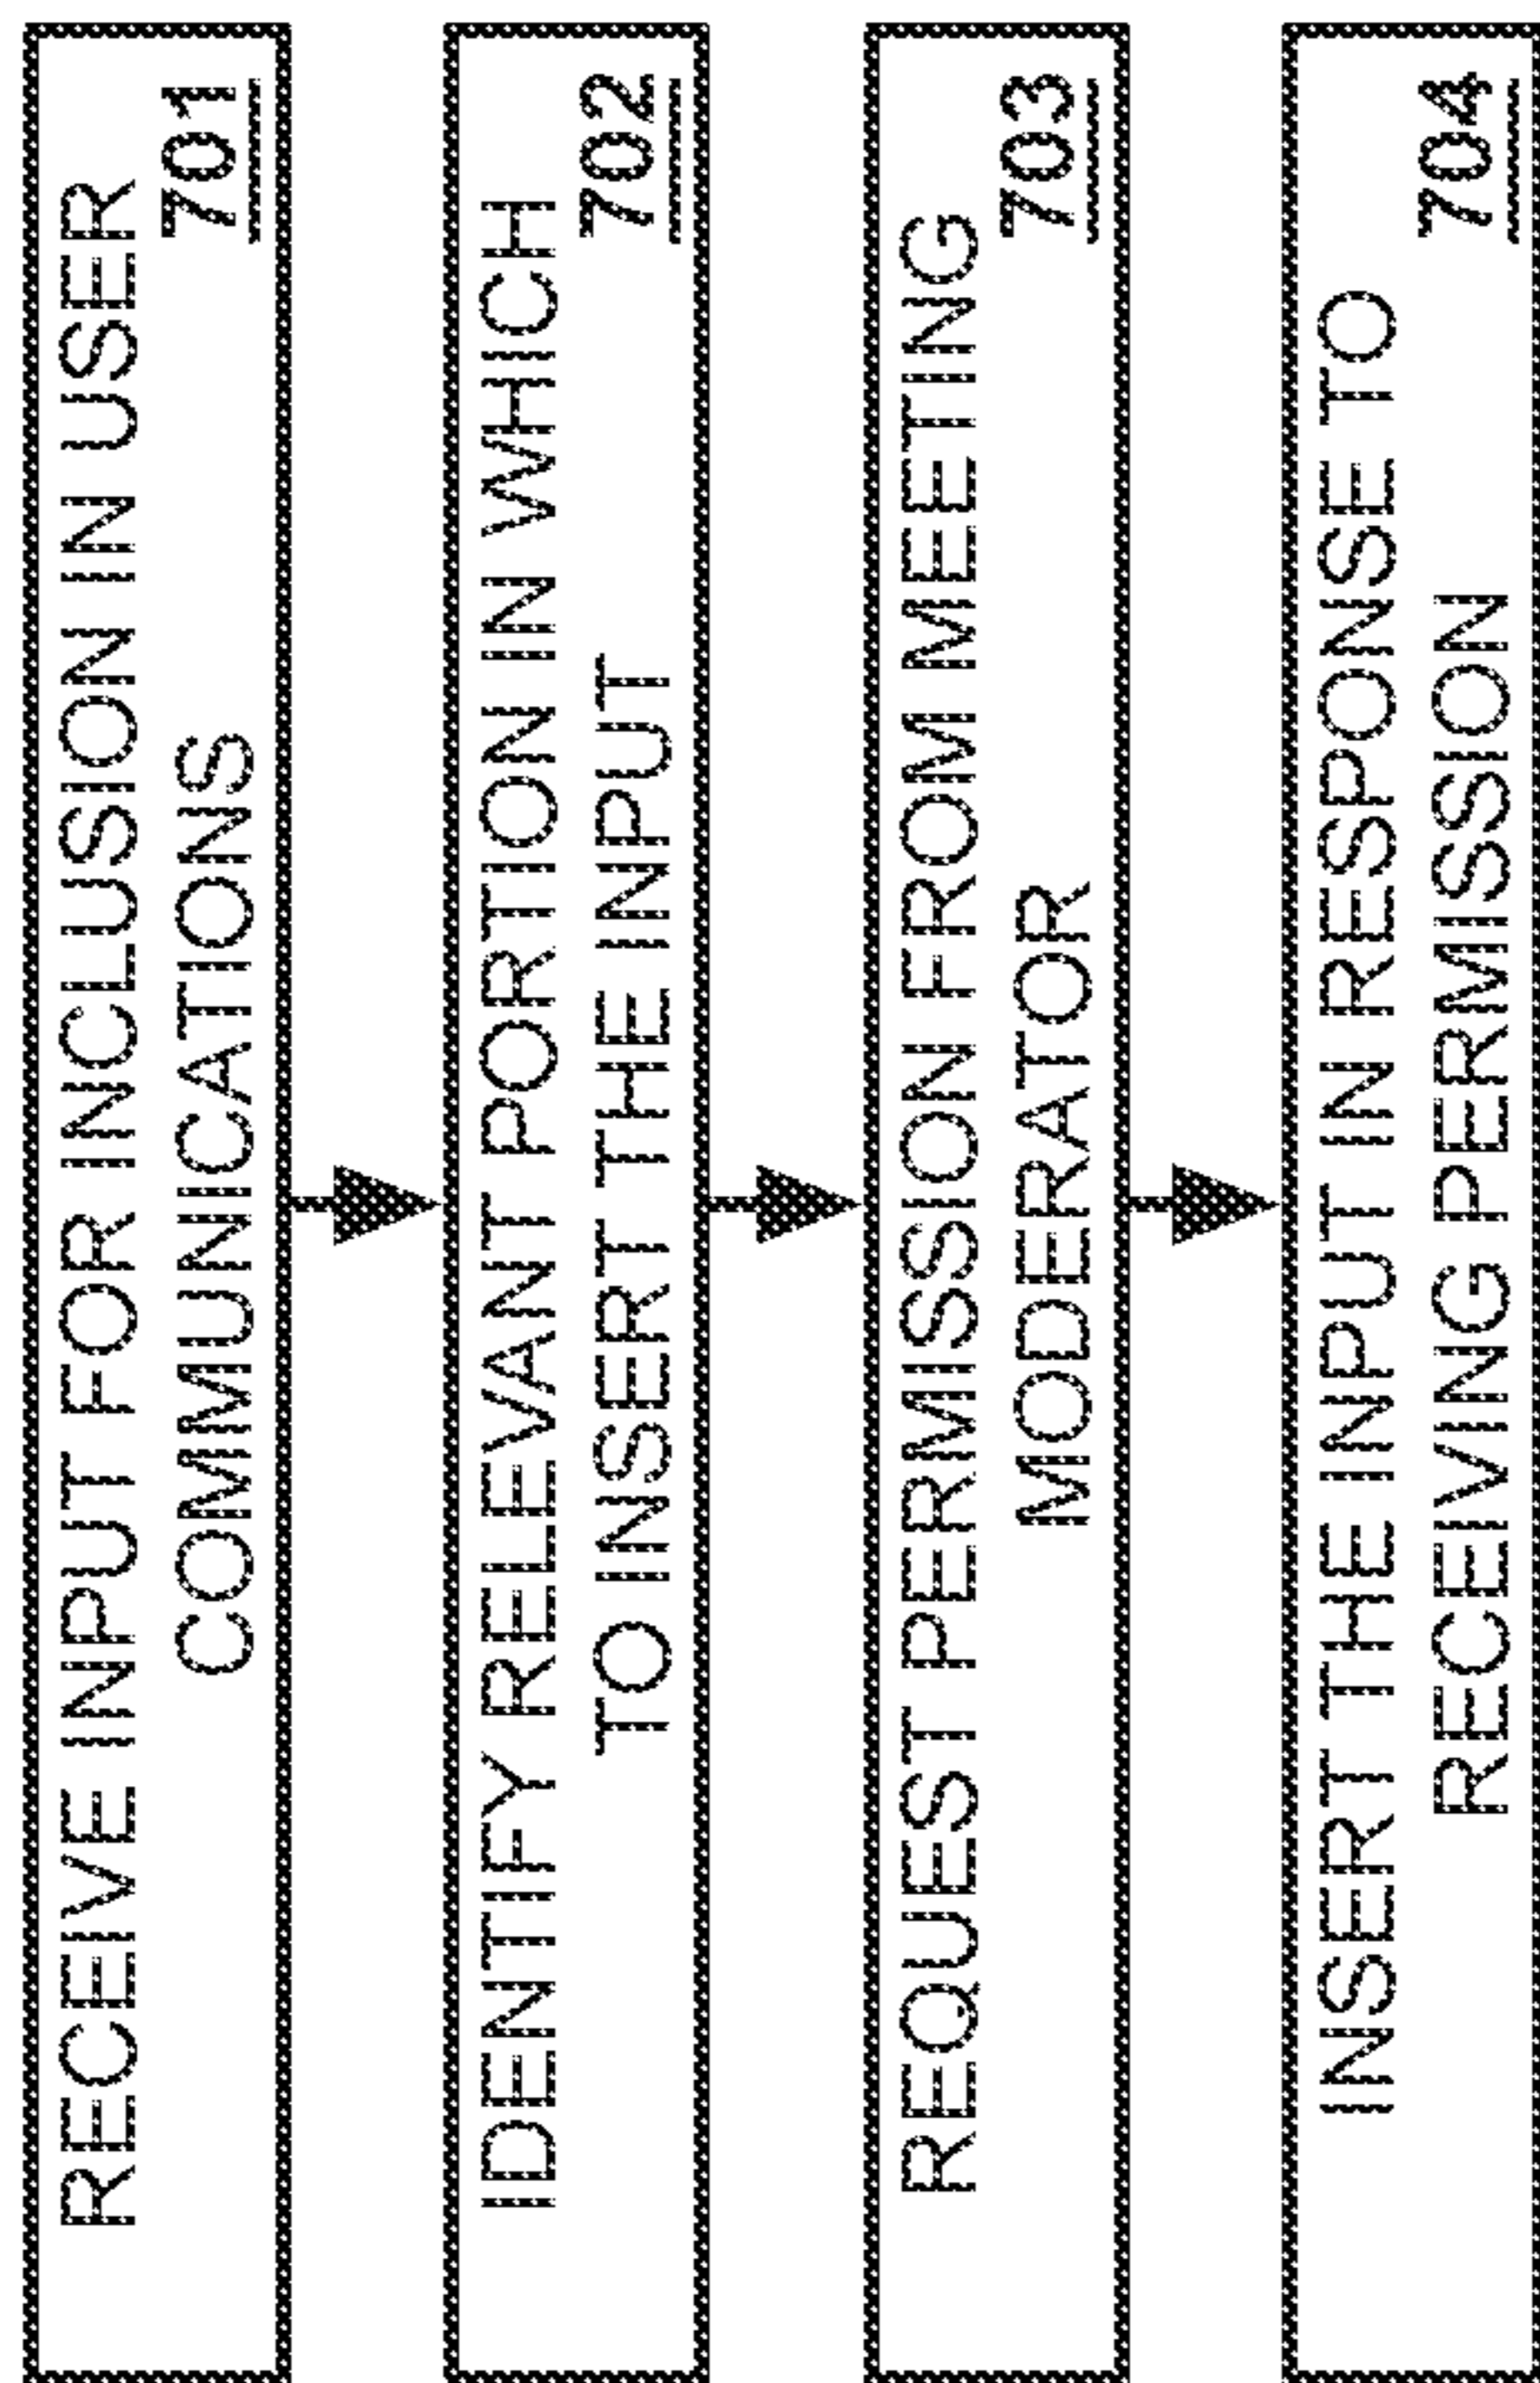 RECEIVE INPUT FOR INCLUSION IN USER
COMMUNICATIONS
701
IDENTIFY RELEVANT PORTION IN WHICH
TO INSERT THE INPUT
702
REQUEST PERMISSION FROM MEETING
MODERATOR
703
INSERT THE INPUT IN RESPONSE TO
RECEIVING PERMISSION
704